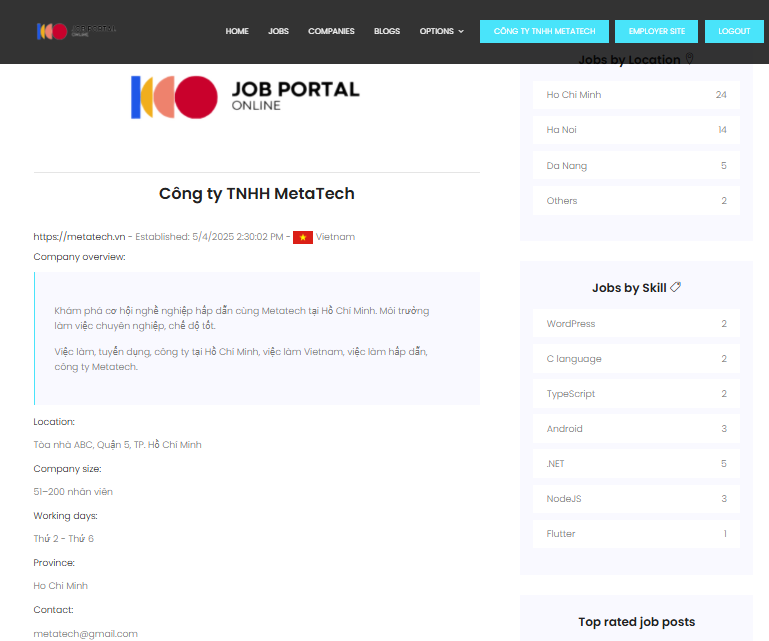 JOB PORTAL
ONLINE
HOME JOBS COMPANIES BLOGS OPTIONS CÔNG TY TNHH METATECH EMPLOYER SITE LOGOUT
JOB PORTAL
ONLINE
Công ty TNHH MetaTech
https://metatech.vn - Established: 5/4/2025 2:30:02 PM - Vietnam
Company overview:
Khám phá cơ hội nghề nghiệp hấp dẫn cùng Metatech tại Hồ Chí Minh. Môi trường
làm việc chuyên nghiệp, chế độ tốt.
Việc làm, tuyển dụng, công ty tại Hồ Chí Minh, việc làm Vietnam, việc làm hấp dẫn,
công ty Metatech.
Location:
Tòa nhà ABC, Quận 5, TP. Hồ Chí Minh
Company size:
51–200 nhân viên
Working days:
Thứ 2 - Thứ 6
Province:
Ho Chi Minh
Contact:
metatech@gmail.com
Jobs by Location
Ho Chi Minh 24
Ha Noi 14
Da Nang 5
Others 2
Jobs by Skill
WordPress 2
C language 2
TypeScript 2
Android 3
.NET 5
NodeJS 3
Flutter 1
Top rated job posts